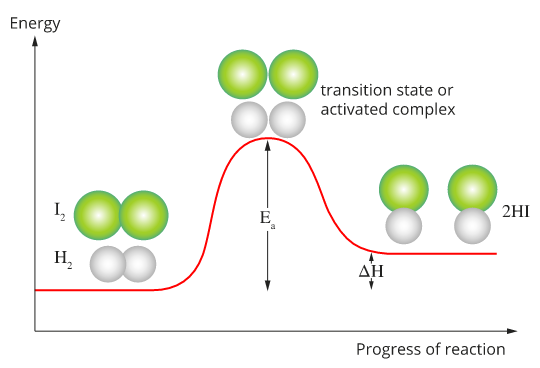 Energy
transition state or
activated complex
I₂
H₂
Eₐ
2HI
ΔH
Progress of reaction